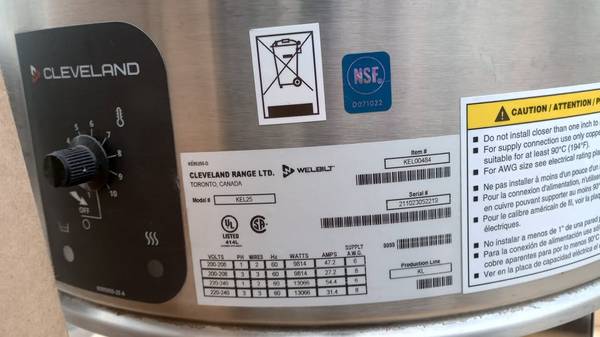 CLEVELAND
4
5
6
7
8
9
10
OFF
NSF
D071022
CLEVELAND RANGE LTD.
WELBILT
TORONTO, CANADA
Model # KEL25
Item #
KEL00484
Serial #
211023052219
UL
LISTED
414L
SA
VOLTS PH WIRES Hz WATTS AMPS SUPPLY A.W.G.
200-208 1 2 60 9814 47.2 6
200-208 3 3 60 9814 27.2 8
220-240 1 2 60 13066 54.4 6
220-240 3 3 60 13066 31.4 8
Production Line
KL
CAUTION / ATTENTION / P
Do not install closer than one inch to
For supply connection use only coppe
suitable for at least 90°C (194°F).
For AWG size see electrical rating pla
Ne pas installer à moins d'un pouce d'un
Pour la connexion d'alimentation, n'utilise
en cuivre pouvant supporter au moins 90°
Pour le calibre américain de fil, voir la plaq
électriques.
No instalar a menos de 1" de una pared
Para la conexión de alimentación use sólo
cobre aparentes para por lo menos 90°C
Ver en la placa de capacidad eléctrica el c